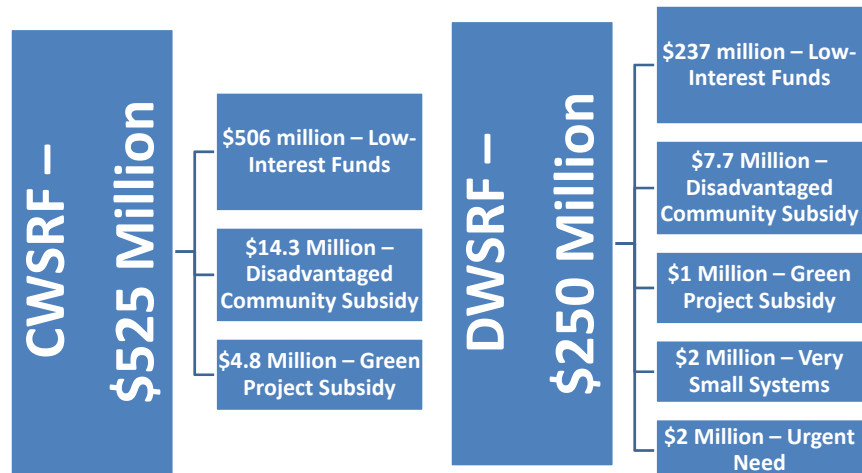 CWSRF –
$525 Million
$506 million – Low-
Interest Funds
$14.3 Million –
Disadvantaged
Community Subsidy
$4.8 Million – Green
Project Subsidy
DWSRF –
$250 Million
$237 million – Low-
Interest Funds
$7.7 Million –
Disadvantaged
Community Subsidy
$1 Million – Green
Project Subsidy
$2 Million – Very
Small Systems
$2 Million – Urgent
Need